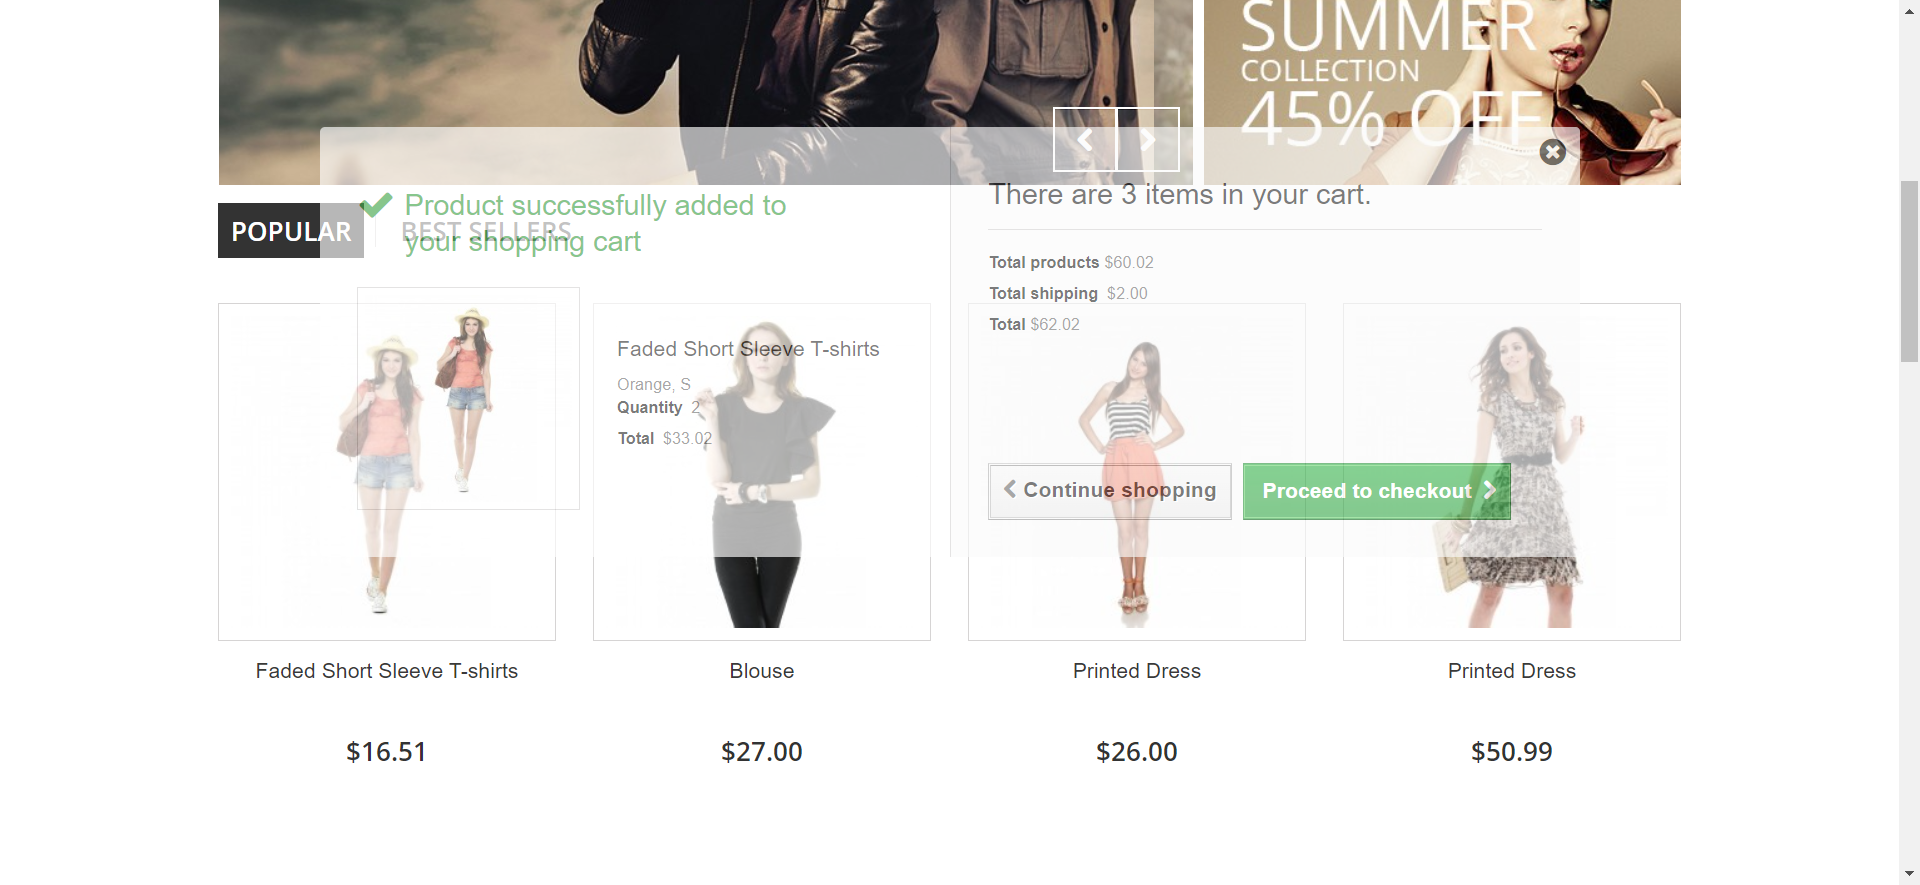 SUMMER
COLLECTION
45% OFF
Product successfully added to
your shopping cart
There are 3 items in your cart.
POPULAR
BEST SELLERS
Total products $60.02
Total shipping $2.00
Total $62.02
Faded Short Sleeve T-shirts
Orange, S
Quantity 2
Total $33.02
Continue shopping
Proceed to checkout
Faded Short Sleeve T-shirts
Blouse
Printed Dress
Printed Dress
$16.51
$27.00
$26.00
$50.99